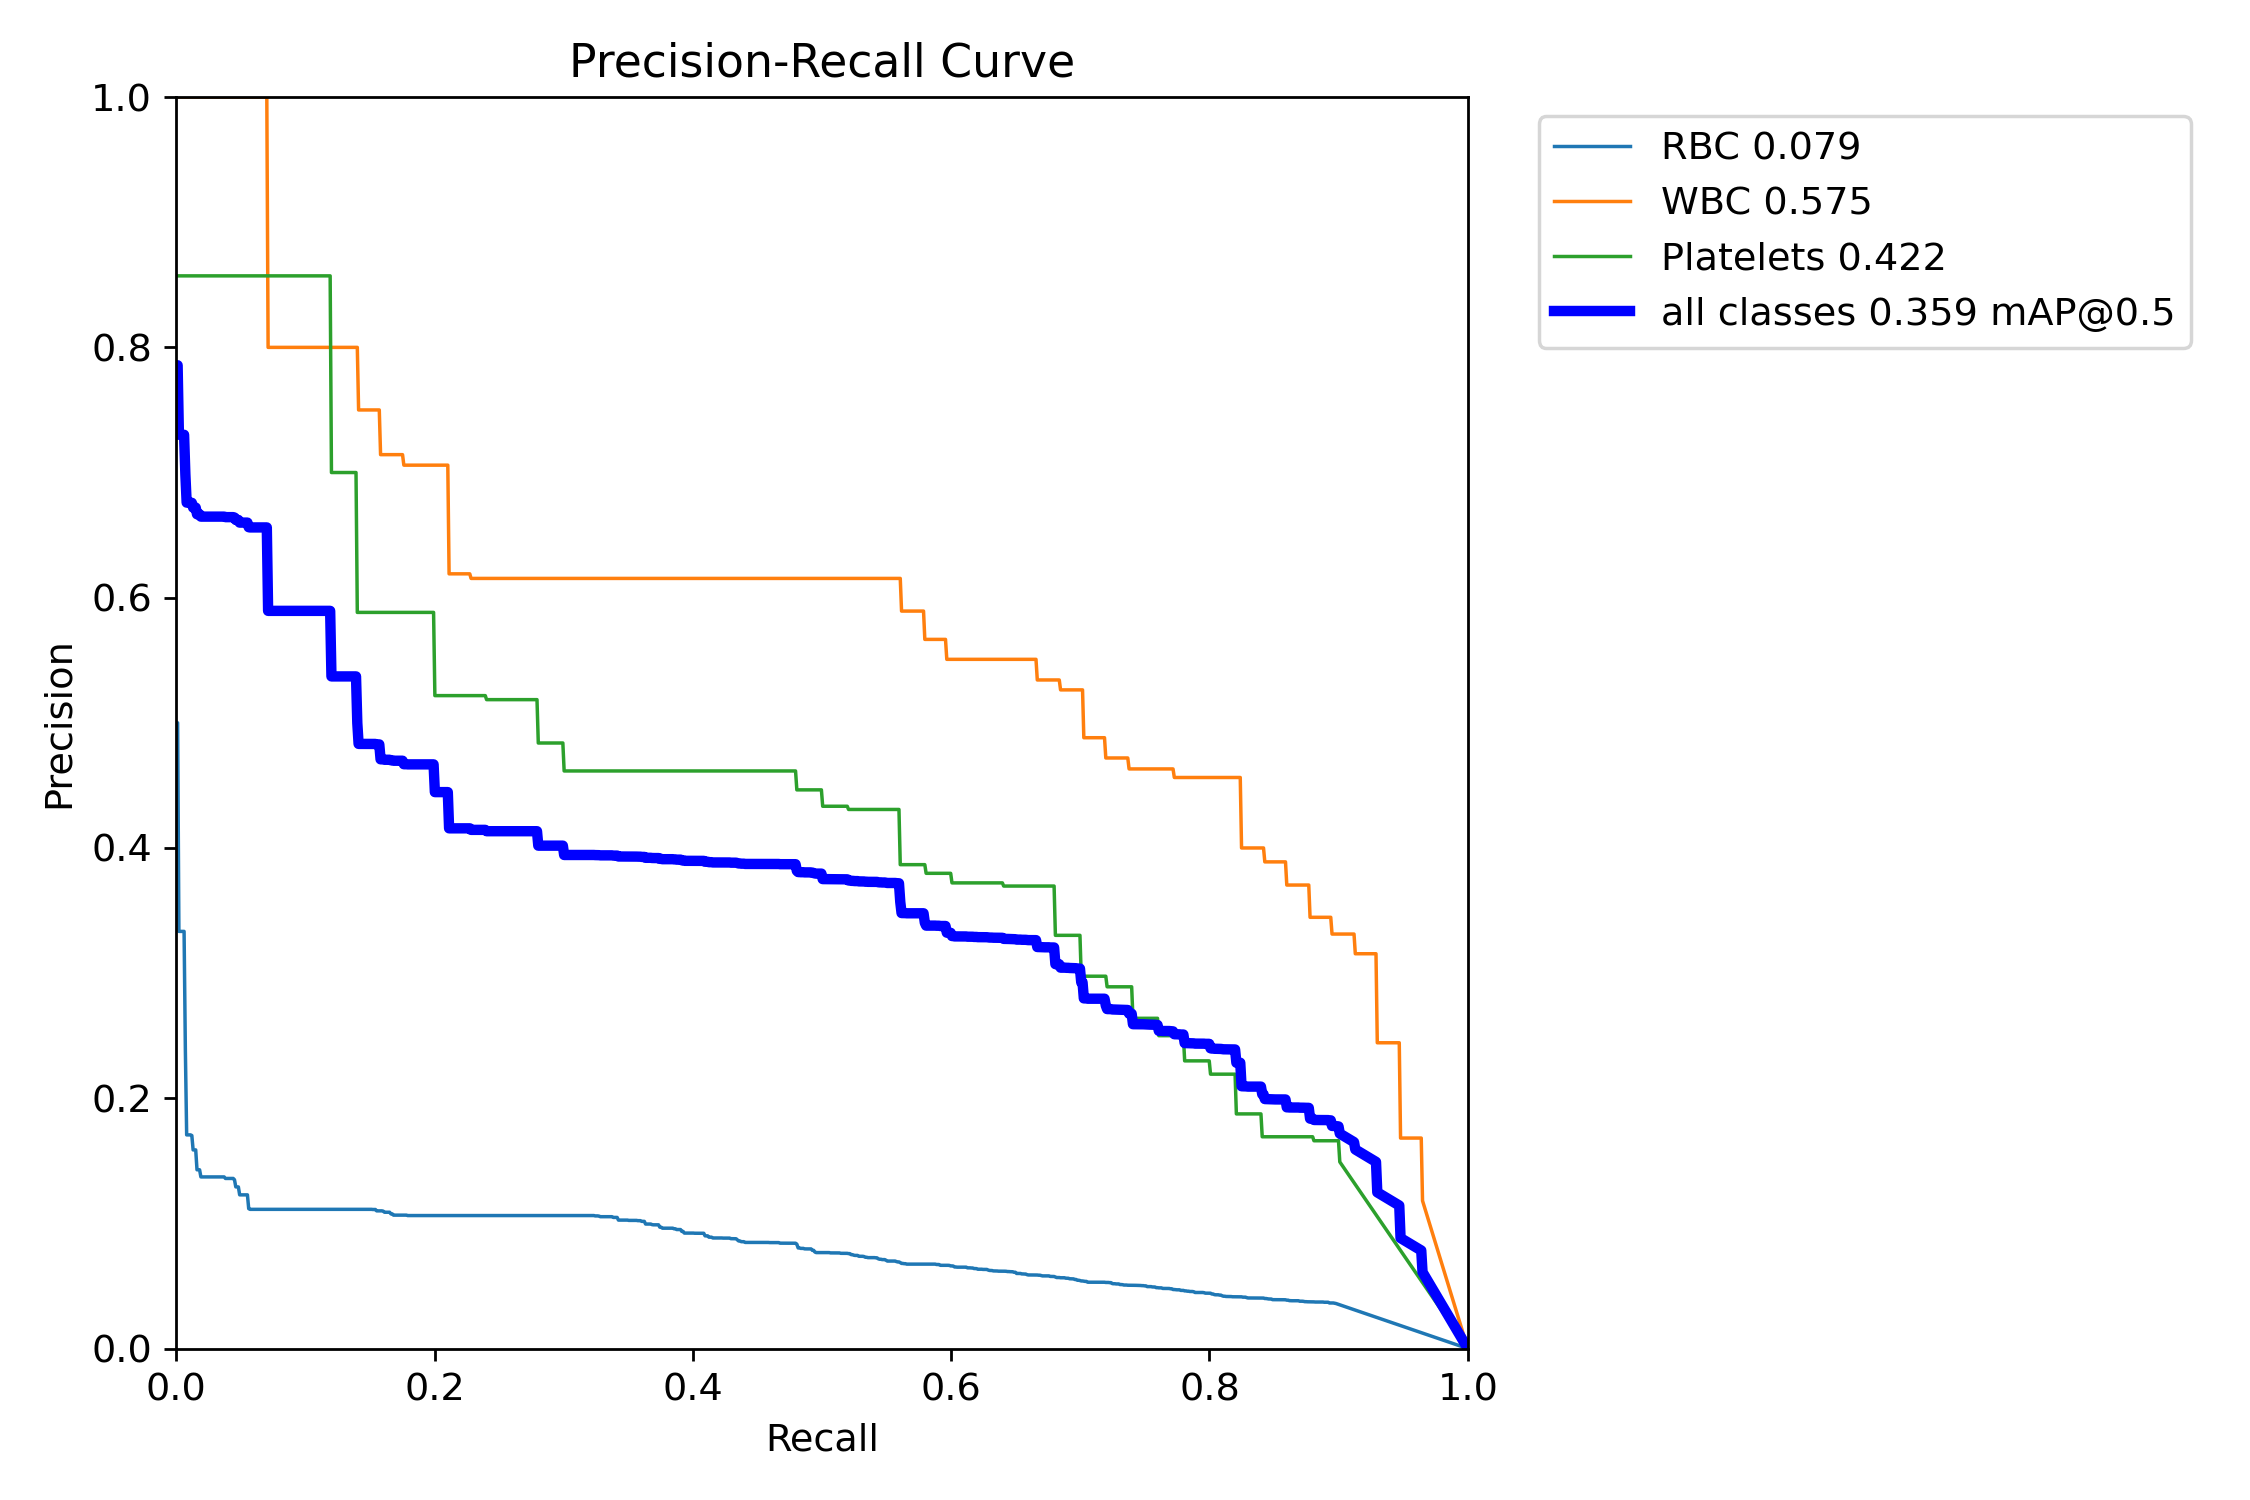 Precision-Recall Curve
1.0
0.8
0.6
0.4
0.2
0.0
Precision
0.0 0.2 0.4 0.6 0.8 1.0
Recall
RBC 0.079
WBC 0.575
Platelets 0.422
all classes 0.359 mAP@0.5